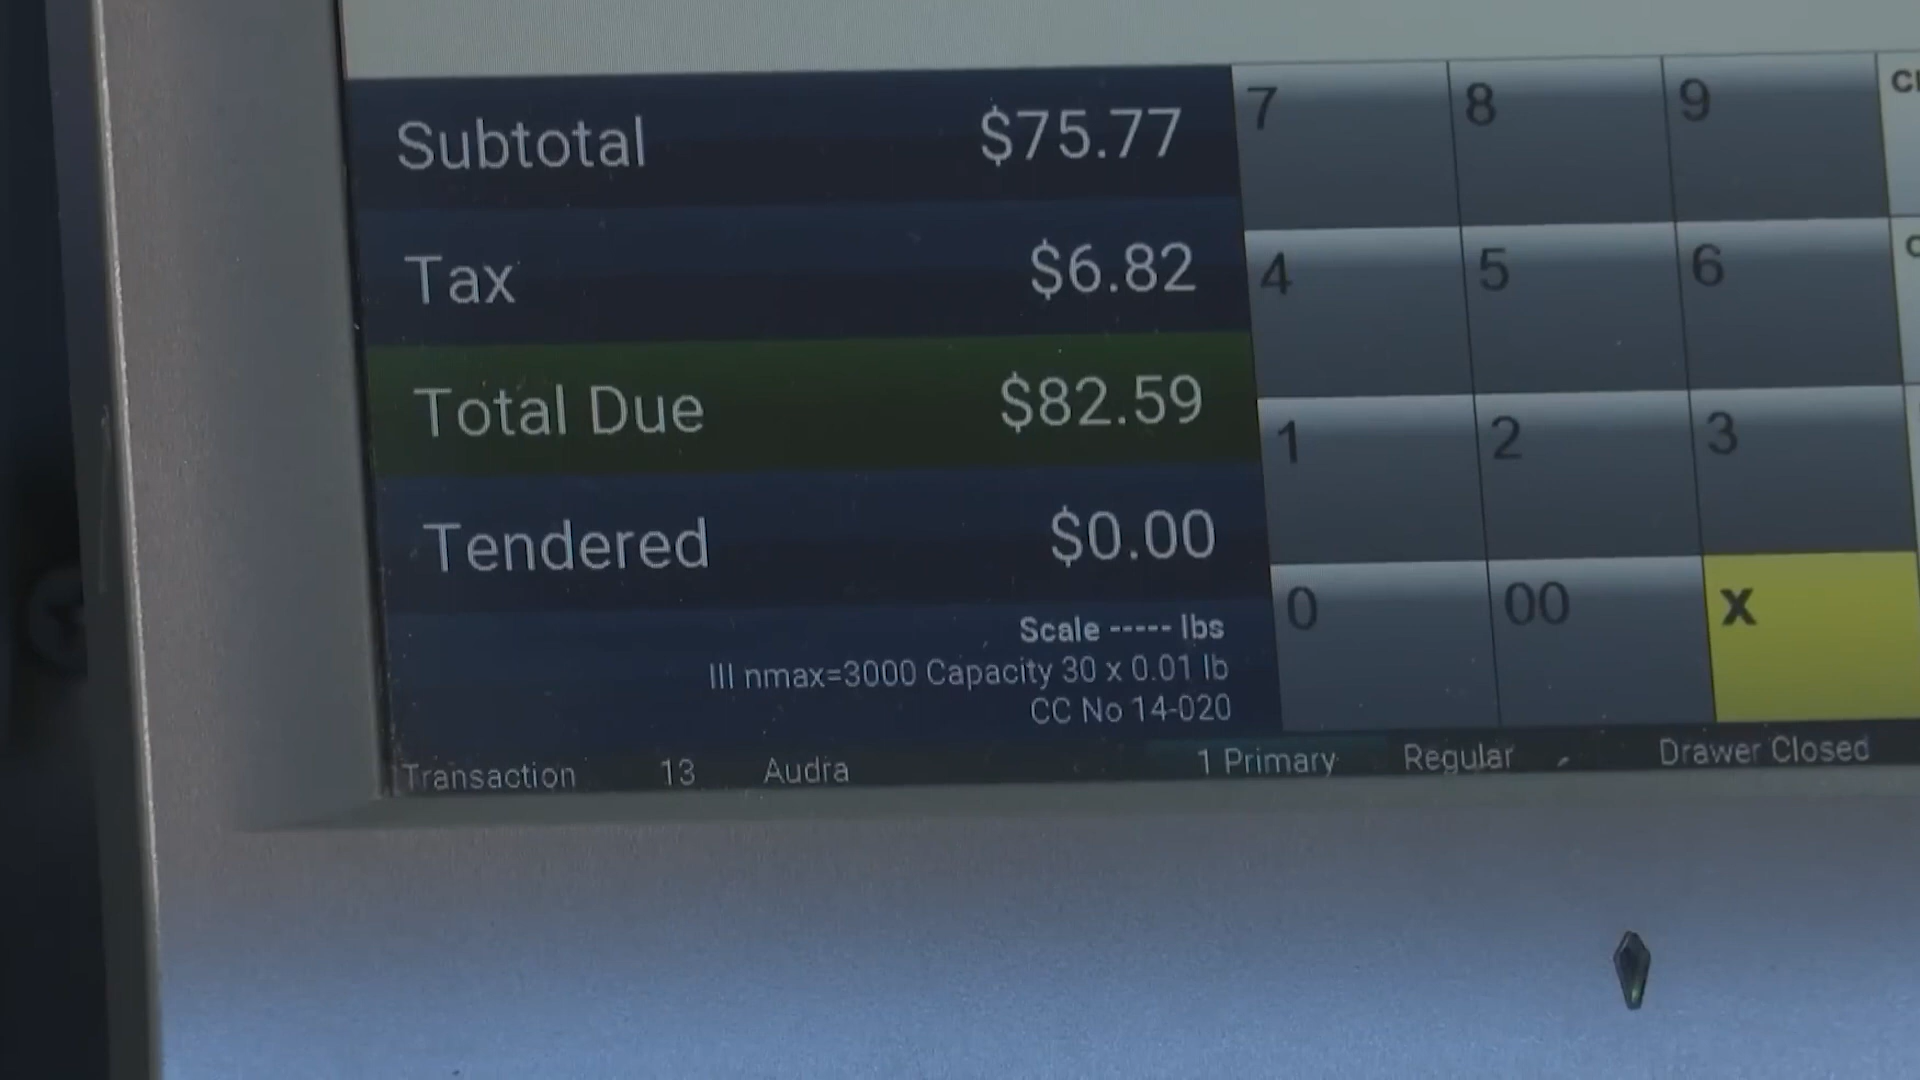 Subtotal $75.77
Tax $6.82
Total Due $82.59
Tendered $0.00
Scale ----- lbs
III nmax=3000 Capacity 30 x 0.01 lb
CC No 14-020
Transaction 13 Audra 1 Primary Regular Drawer Closed
7 8 9
4 5 6
1 2 3
0 00 X